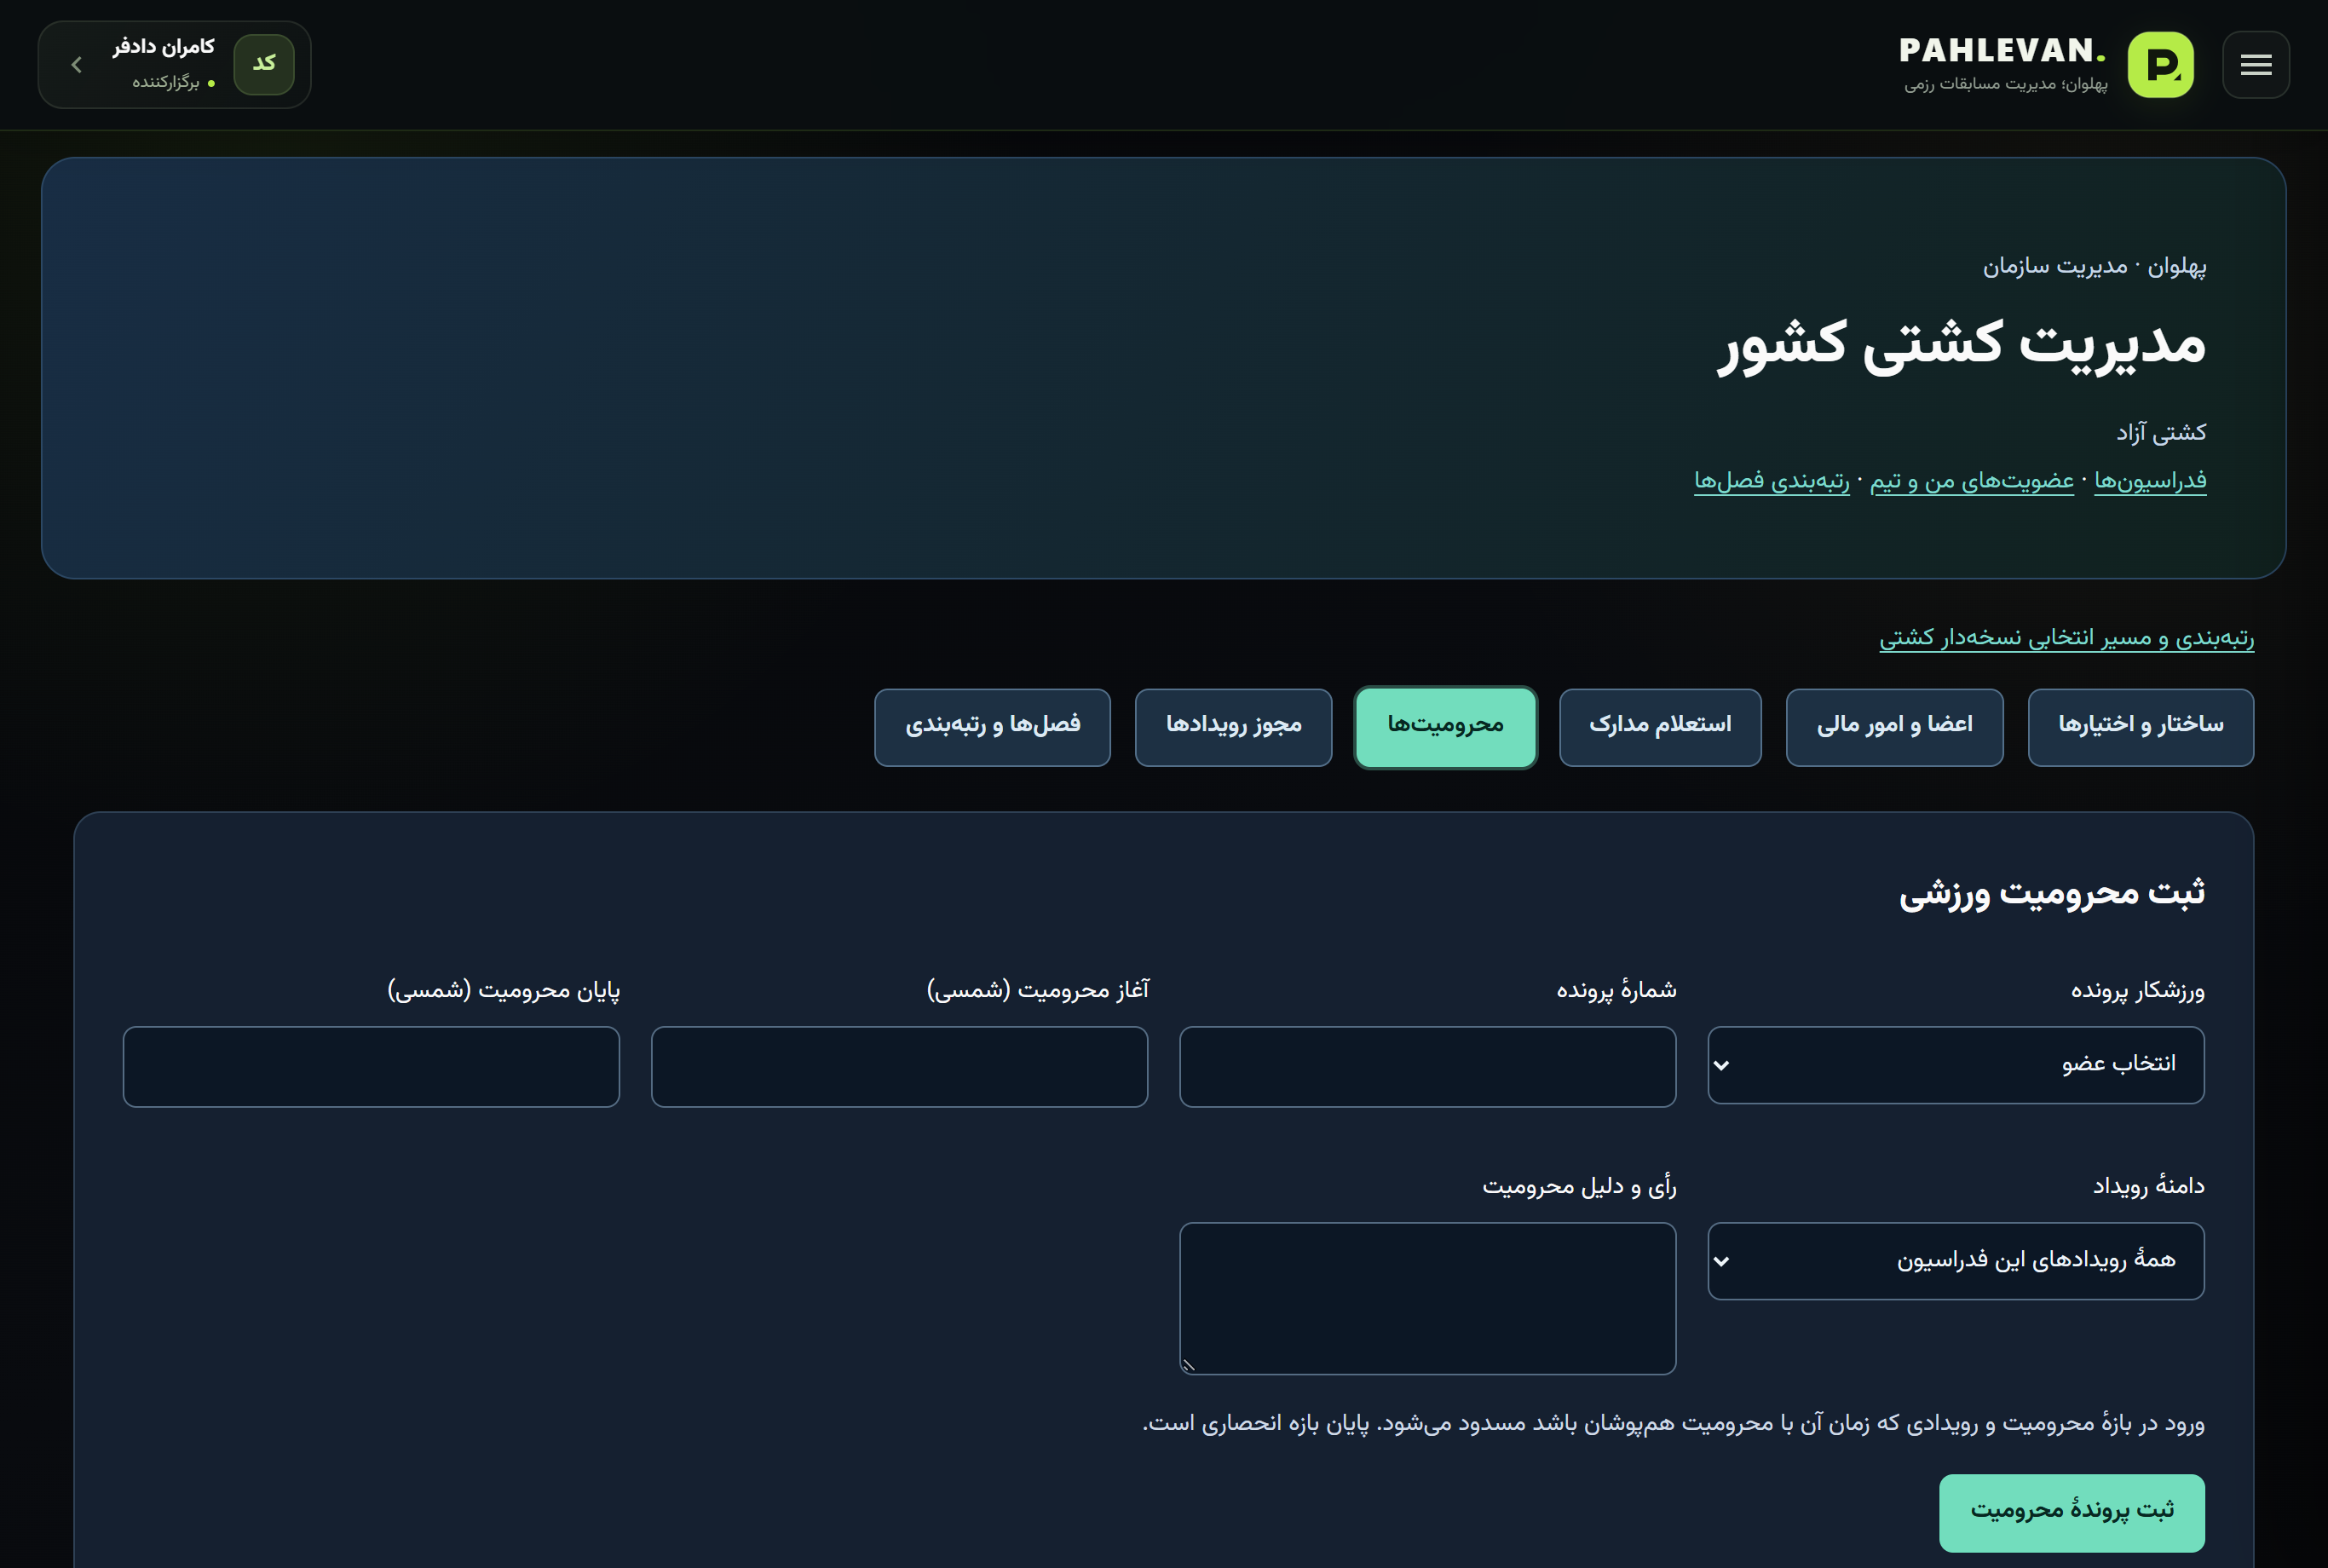 PAHLEVAN.
پهلوان؛ مدیریت مسابقات رزمی
کد
کامران دادفر
برگزارکننده
پهلوان · مدیریت سازمان
مدیریت کشتی کشور
کشتی آزاد
فدراسیون‌ها · عضویت‌های من و تیم · رتبه‌بندی فصل‌ها
رتبه‌بندی و مسیر انتخابی نسخه‌دار کشتی
ساختار و اختیارها
اعضا و امور مالی
استعلام مدارک
محرومیت‌ها
مجوز رویدادها
فصل‌ها و رتبه‌بندی
ثبت محرومیت ورزشی
ورزشکار پرونده
شمارهٔ پرونده
آغاز محرومیت (شمسی)
پایان محرومیت (شمسی)
انتخاب عضو
دامنهٔ رویداد
رأی و دلیل محرومیت
همهٔ رویدادهای این فدراسیون
ورود در بازهٔ محرومیت و رویدادی که زمان آن با محرومیت هم‌پوشان باشد مسدود می‌شود. پایان بازه انحصاری است.
ثبت پروندهٔ محرومیت